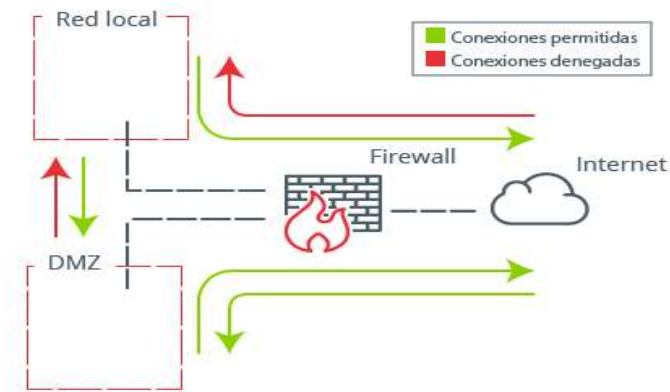 Red local
Conexiones permitidas
Conexiones denegadas
Firewall
Internet
DMZ